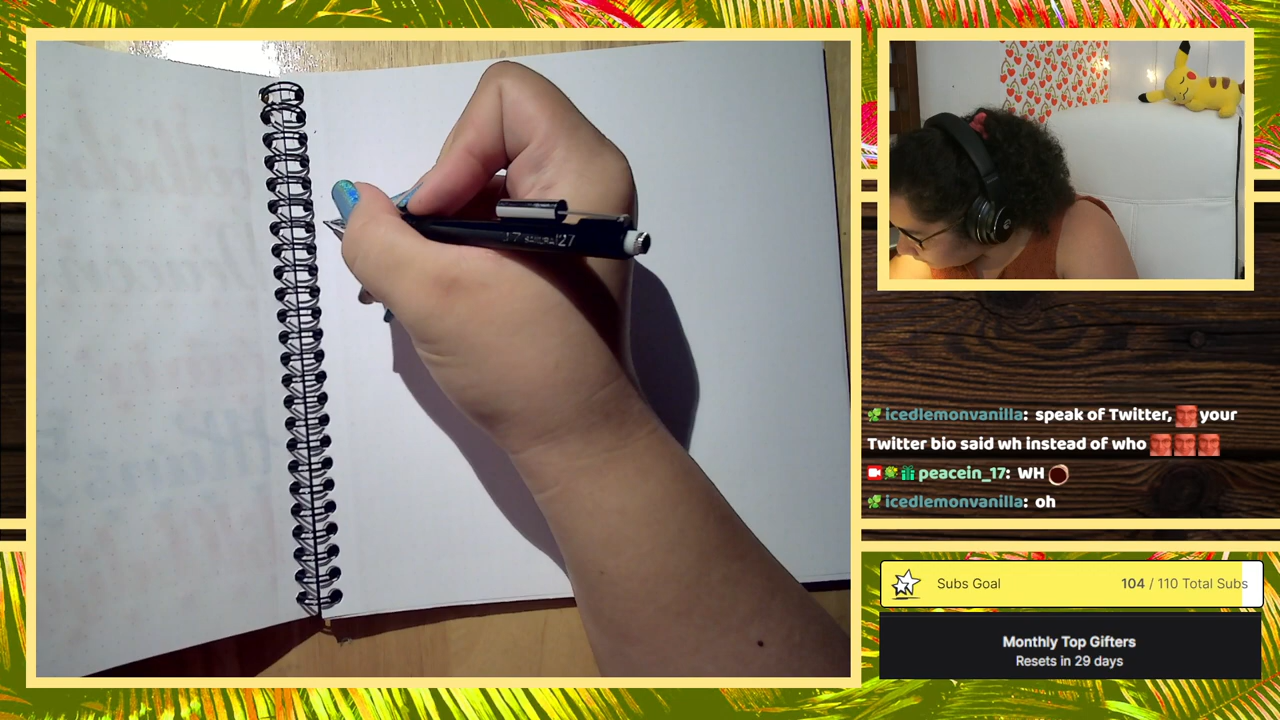 icedlemonvanilla: speak of Twitter, your
Twitter bio said wh instead of who
peacein_17: WH
icedlemonvanilla: oh
Subs Goal 104 / 110 Total Subs
Monthly Top Gifters
Resets in 29 days